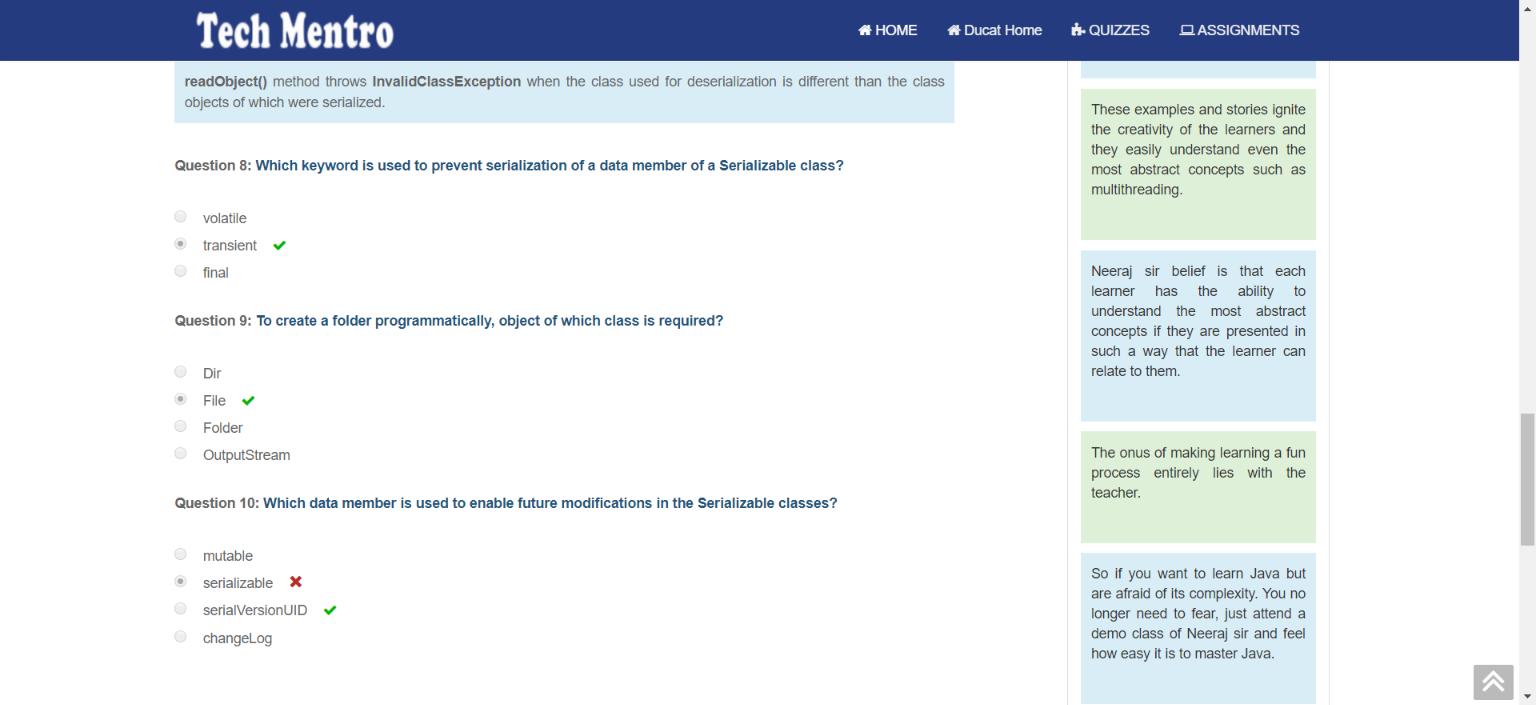 Tech Mentro
HOME
Ducat Home
QUIZZES
ASSIGNMENTS
readObject() method throws InvalidClassException when the class used for deserialization is different than the class
objects of which were serialized.
Question 8: Which keyword is used to prevent serialization of a data member of a Serializable class?
volatile
transient
final
Question 9: To create a folder programmatically, object of which class is required?
Dir
File
Folder
OutputStream
Question 10: Which data member is used to enable future modifications in the Serializable classes?
mutable
serializable
serialVersionUID
changeLog
These examples and stories ignite
the creativity of the learners and
they easily understand even the
most abstract concepts such as
multithreading.
Neeraj sir belief is that each
learner has the ability to
understand the most abstract
concepts if they are presented in
such a way that the learner can
relate to them.
The onus of making learning a fun
process entirely lies with the
teacher.
So if you want to learn Java but
are afraid of its complexity. You no
longer need to fear, just attend a
demo class of Neeraj sir and feel
how easy it is to master Java.